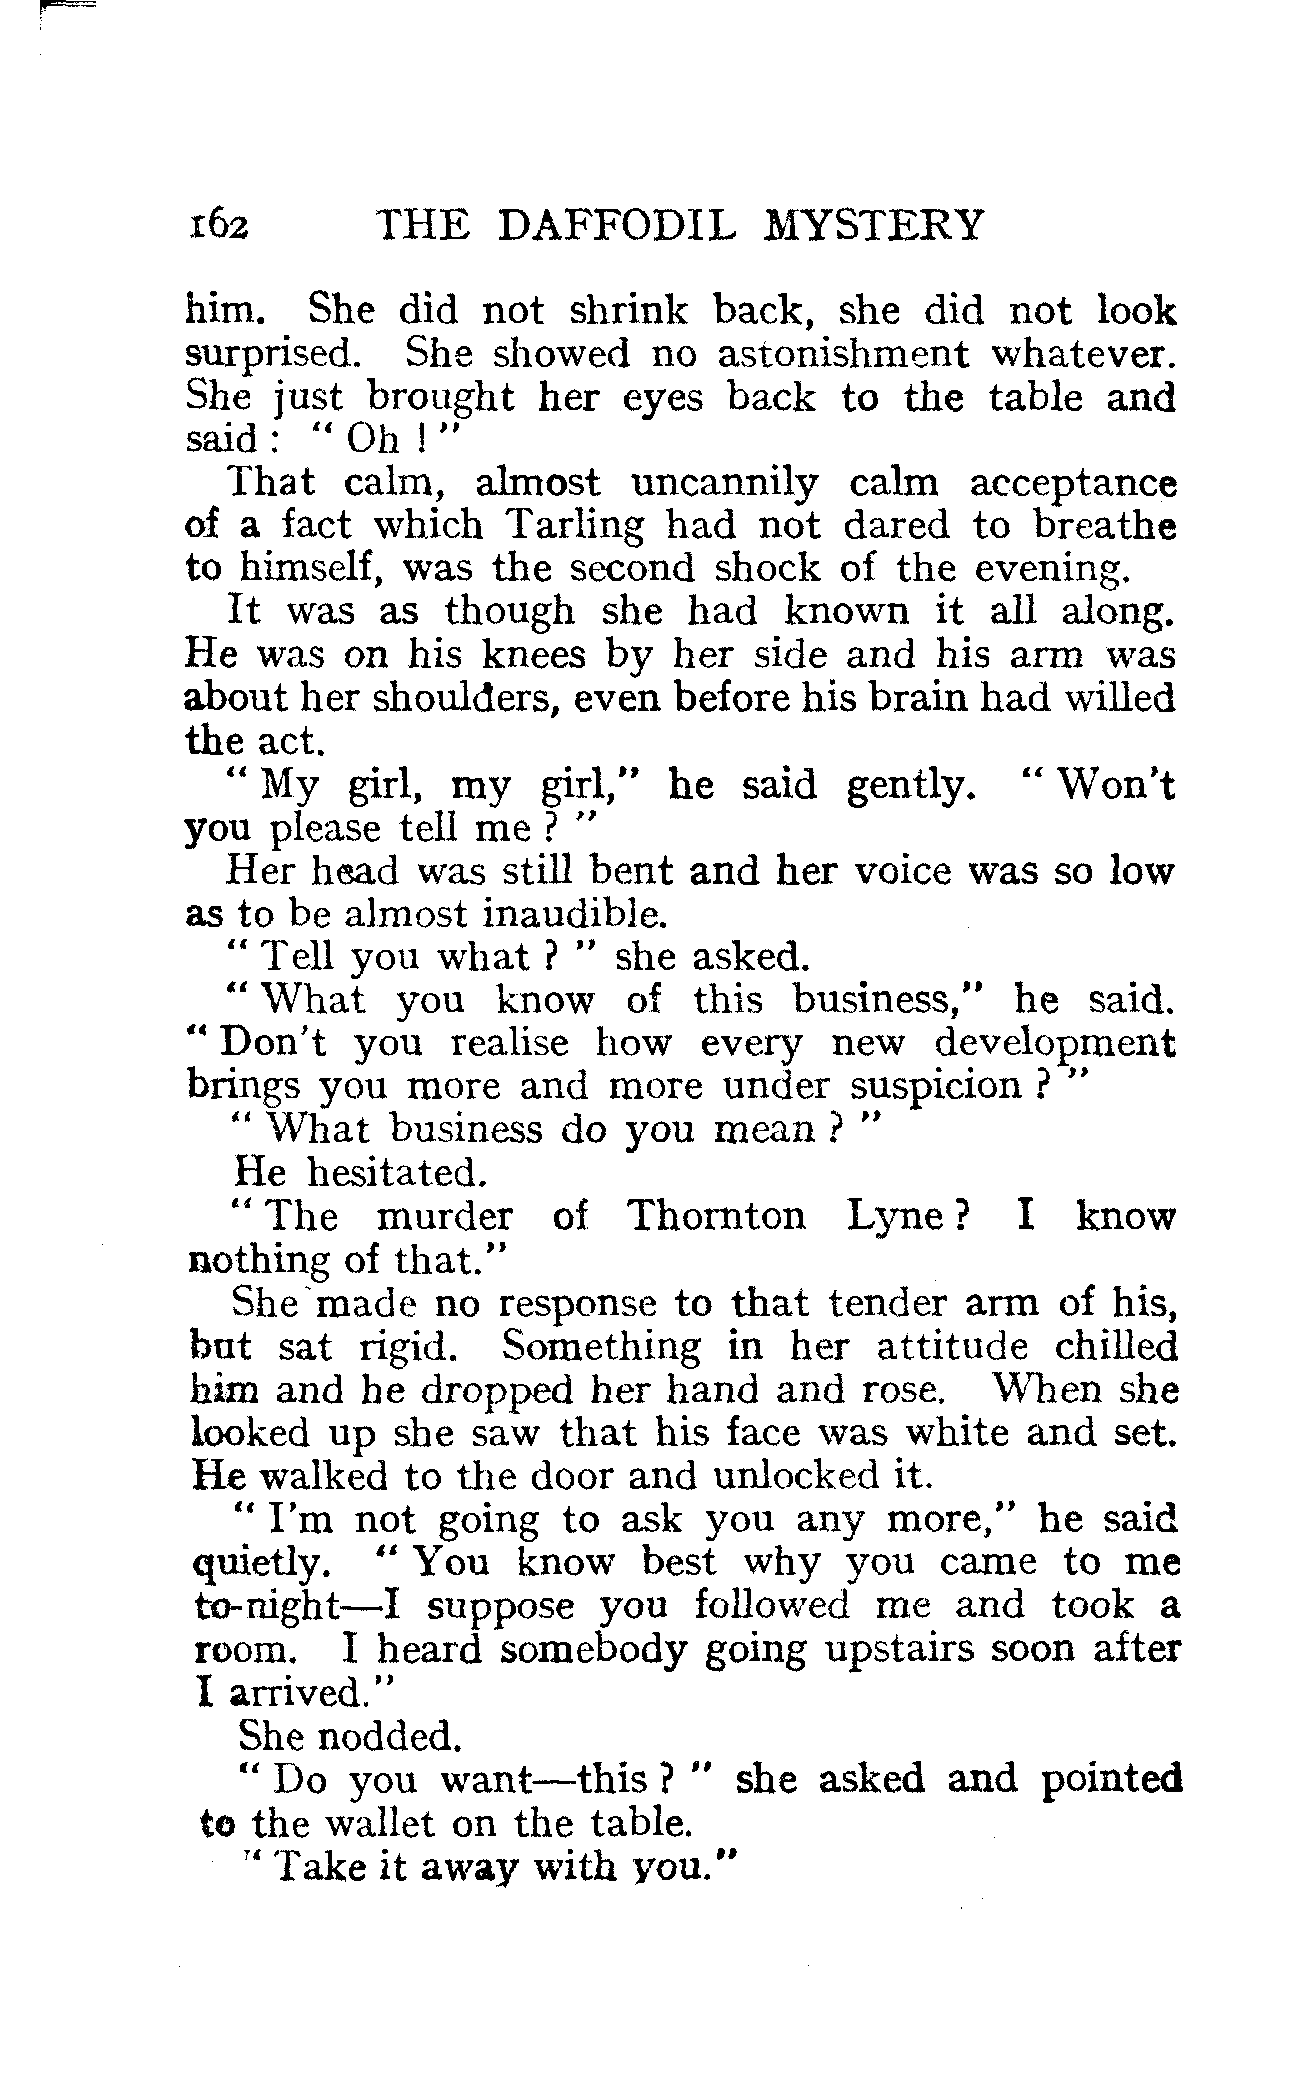 162 THE DAFFODIL MYSTERY
him. She did not shrink back, she did not look
surprised. She showed no astonishment whatever.
She just brought her eyes back to the table and
said : " Oh ! "
That calm, almost uncannily calm acceptance
of a fact which Tarling had not dared to breathe
to himself, was the second shock of the evening.
It was as though she had known it all along.
He was on his knees by her side and his arm was
about her shoulders, even before his brain had willed
the act.
" My girl, my girl," he said gently. " Won't
you please tell me ? "
Her head was still bent and her voice was so low
as to be almost inaudible.
" Tell you what ? " she asked.
" What you know of this business," he said.
" Don't you realise how every new development
brings you more and more under suspicion ? "
" What business do you mean ? "
He hesitated.
" The murder of Thornton Lyne ? I know
nothing of that."
She made no response to that tender arm of his,
but sat rigid. Something in her attitude chilled
him and he dropped her hand and rose. When she
looked up she saw that his face was white and set.
He walked to the door and unlocked it.
" I'm not going to ask you any more," he said
quietly. " You know best why you came to me
to-night—I suppose you followed me and took a
room. I heard somebody going upstairs soon after
I arrived."
She nodded.
" Do you want—this ? " she asked and pointed
to the wallet on the table.
" Take it away with you."